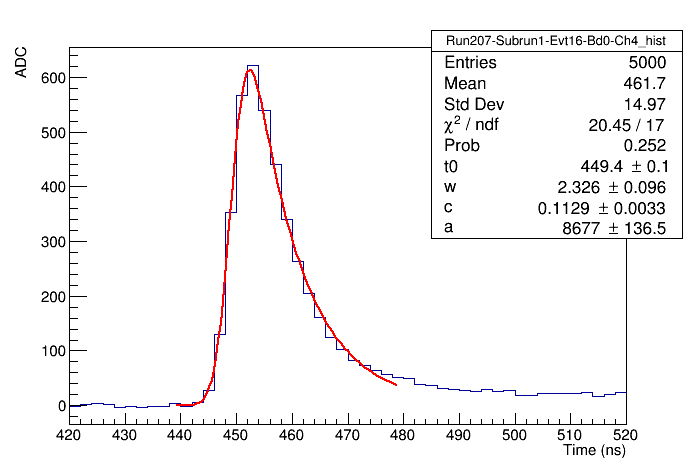 Run207-Subrun1-Evt16-Bd0-Ch4_hist
Entries 5000
Mean 461.7
Std Dev 14.97
χ² / ndf 20.45 / 17
Prob 0.252
t0 449.4 ± 0.1
w 2.326 ± 0.096
c 0.1129 ± 0.0033
a 8677 ± 136.5
ADC
600
500
400
300
200
100
0
420 430 440 450 460 470 480 490 500 510 520
Time (ns)